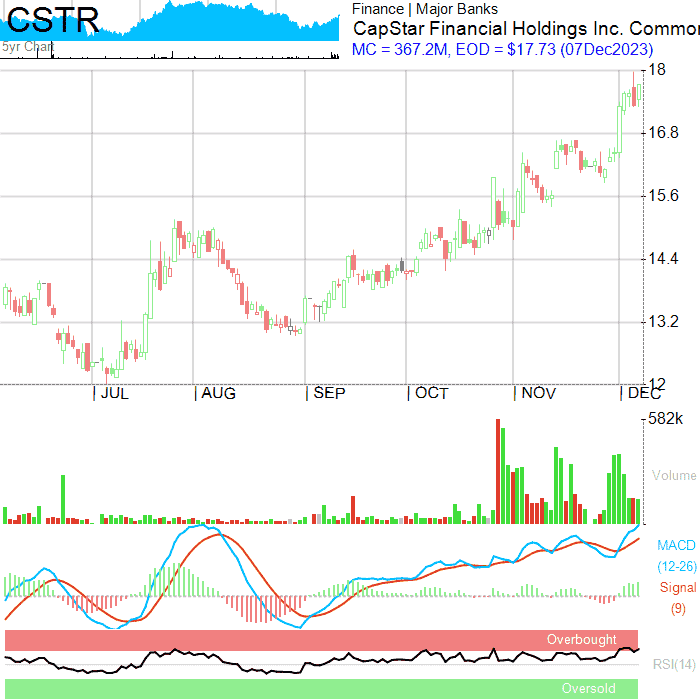 CSTR
5yr Chart
Finance | Major Banks
CapStar Financial Holdings Inc. Common
MC = 367.2M, EOD = $17.73 (07Dec2023)
18
16.8
15.6
14.4
13.2
12
| JUL | AUG | SEP | OCT | NOV | DEC
582k
Volume
MACD
(12-26)
Signal
(9)
Overbought
RSI(14)
Oversold